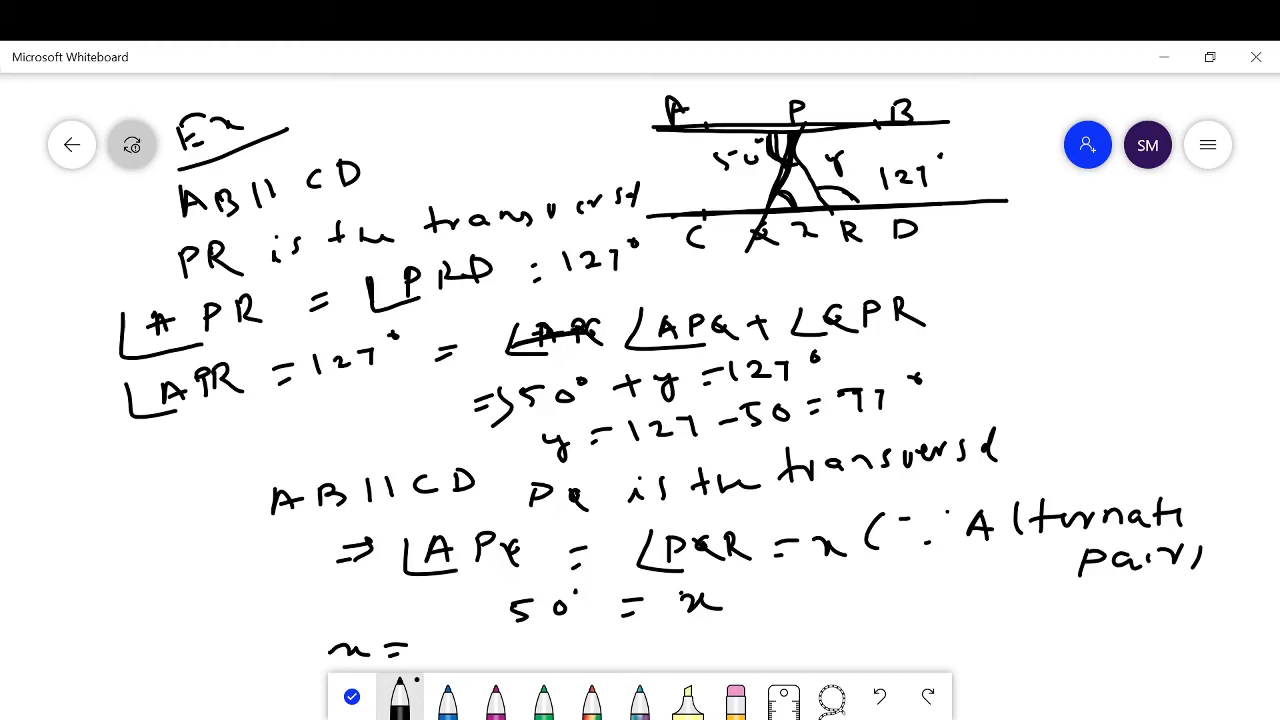 Microsoft Whiteboard
SM
Ex
A P B
50° y 127°
C Q x R D
AB || CD
PR is the transversal
∠APR = ∠PRD = 127°
∠APR = 127° = ∠APQ + ∠QPR
⇒ 50° + y = 127°
y = 127 - 50 = 77°
AB || CD PQ is the transversal
⇒ ∠APQ = ∠PQR = x (∵ Alternate pair)
50° = x
x =